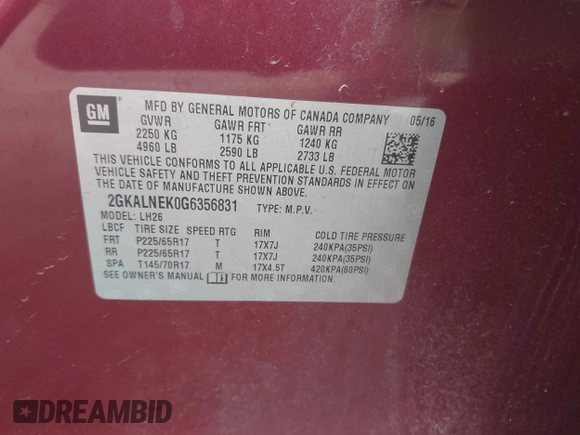 GM
MFD BY GENERAL MOTORS OF CANADA COMPANY 05/16
GVWR GAWR FRT GAWR RR
2250 KG 1175 KG 1240 KG
4960 LB 2590 LB 2733 LB
THIS VEHICLE CONFORMS TO ALL APPLICABLE U.S. FEDERAL MOTOR
VEHICLE SAFETY AND THEFT PREVENTION STANDARDS IN EFFECT ON
THE DATE OF MANUFACTURE SHOWN ABOVE.
2GKALNEK0G6356831 TYPE: M.P.V.
MODEL: LH26
LBCF TIRE SIZE SPEED RTG RIM COLD TIRE PRESSURE
FRT P225/65R17 T 17X7J 240KPA(35PSI)
RR P225/65R17 T 17X7J 240KPA(35PSI)
SPA T145/70R17 M 17X4.5T 420KPA(60PSI)
SEE OWNER'S MANUAL FOR MORE INFORMATION.
DREAMBID